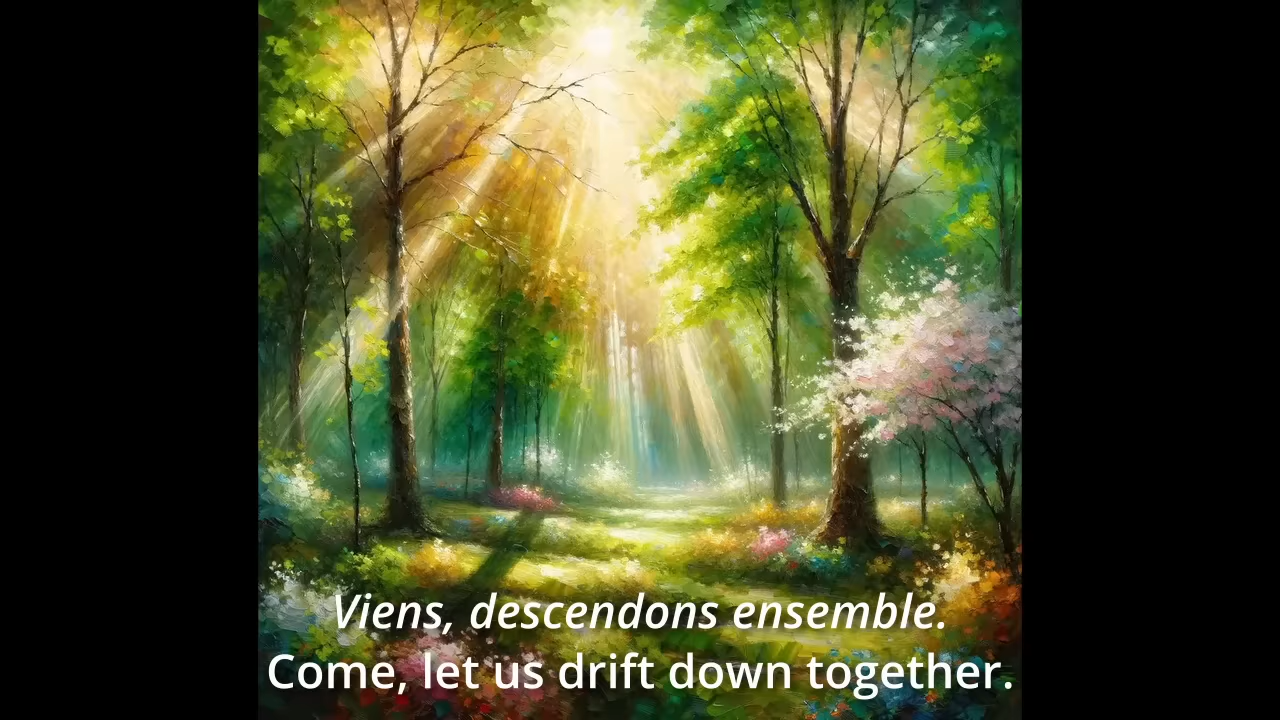 Viens, descendons ensemble.
Come, let us drift down together.